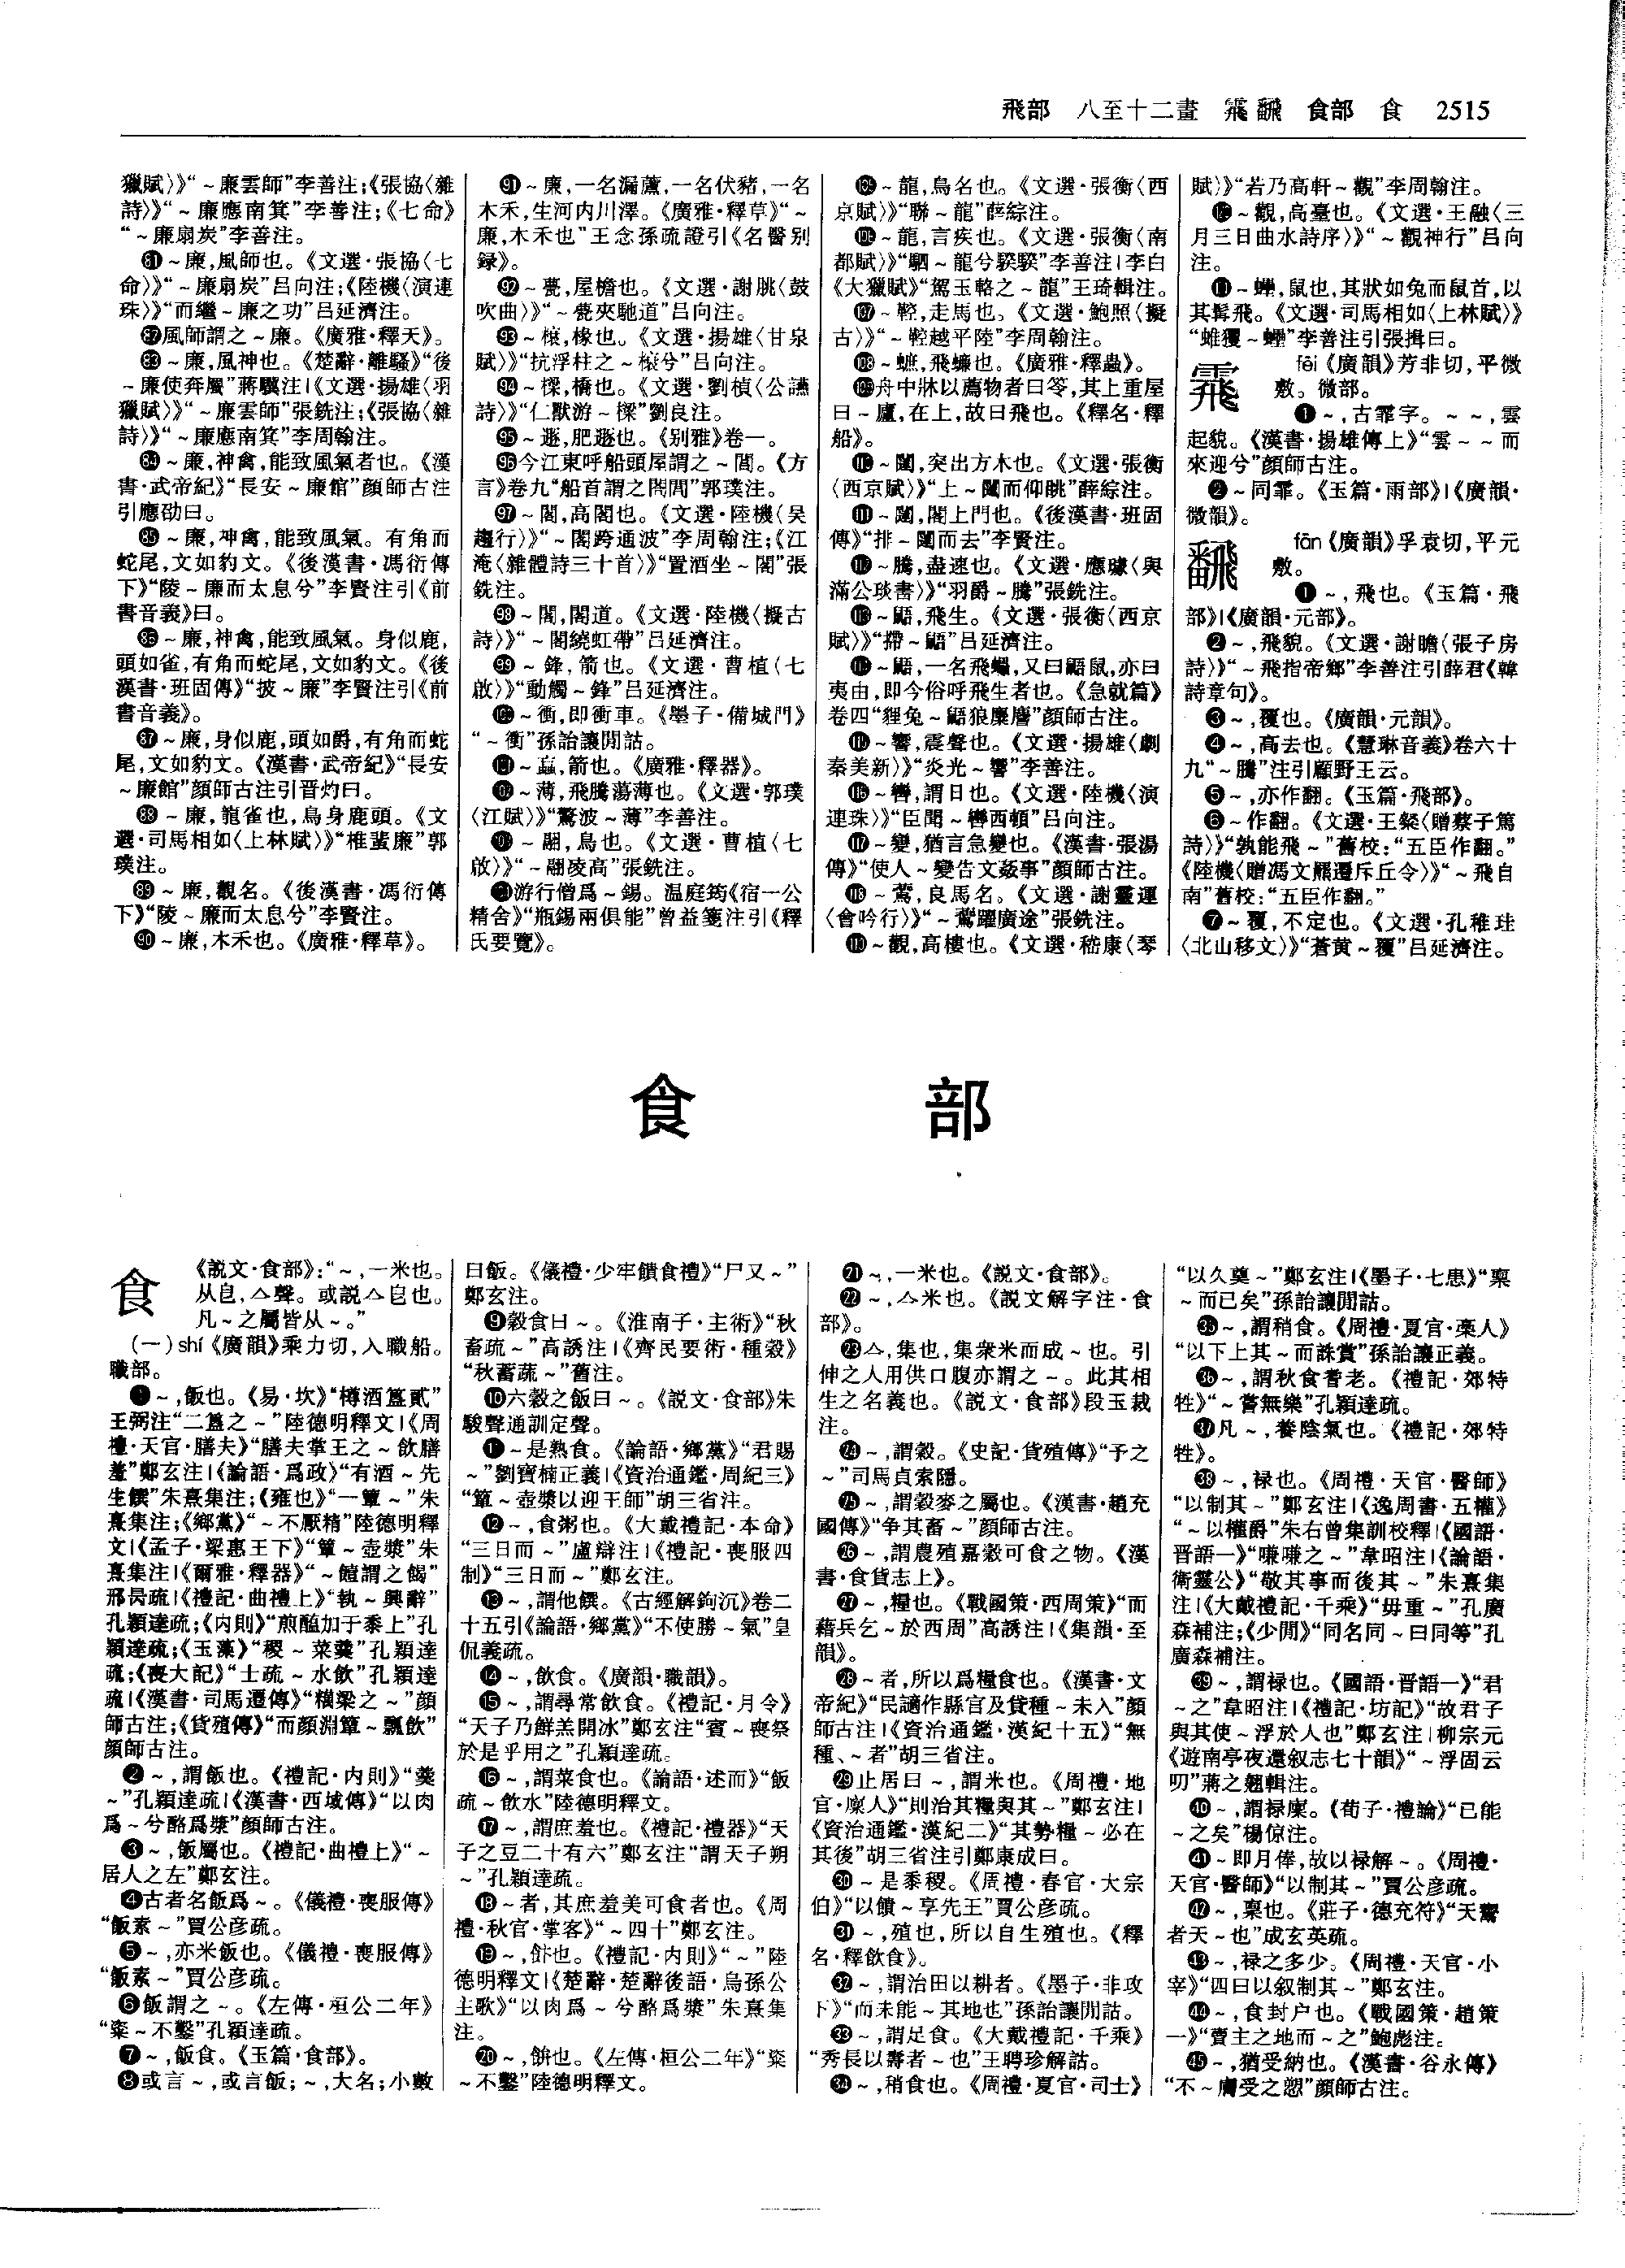 飛部　八至十二畫　䨾 飜　食部　食　2515
獵賦〉》“～廉雲師”李善注;《張協〈雜
詩〉》“～廉應南箕”李善注;《七命》
“～廉扇炭”李善注。
㉛～廉,風師也。《文選·張協〈七
命〉》“～廉扇炭”吕向注;《陸機〈演連
珠〉》“而繼～廉之功”吕延濟注。
風師謂之～廉。《廣雅·釋天》。
～廉,風神也。《楚辭·離騷》“後
～廉使奔屬”蔣驥注|《文選·揚雄〈羽
獵賦〉》“～廉雲師”張銑注;《張協〈雜
詩〉》“～廉應南箕”李周翰注。
～廉,神禽,能致風氣者也。《漢
書·武帝紀》“長安～廉館”顔師古注
引應劭曰。
～廉,神禽,能致風氣。有角而
蛇尾,文如豹文。《後漢書·馮衍傳
下》“陵～廉而太息兮”李賢注引《前
書音義》曰。
～廉,神禽,能致風氣。身似鹿,
頭如雀,有角而蛇尾,文如豹文。《後
漢書·班固傳》“披～廉”李賢注引《前
書音義》。
～廉,身似鹿,頭如爵,有角而蛇
尾,文如豹文。《漢書·武帝紀》“長安
～廉館”顔師古注引晋灼曰。
～廉,龍雀也,鳥身鹿頭。《文
選·司馬相如〈上林賦〉》“椎蜚廉”郭
璞注。
～廉,觀名。《後漢書·馮衍傳
下》“陵～廉而太息兮”李賢注。
～廉,木禾也。《廣雅·釋草》。
～廉,一名漏蘆,一名伏豬,一名
木禾,生河内川澤。《廣雅·釋草》“～
廉,木禾也”王念孫疏證引《名醫别
録》。
～甍,屋檐也。《文選·謝朓〈鼓
吹曲〉》“～甍夾馳道”吕向注。
～榱,椽也。《文選·揚雄〈甘泉
賦〉》“抗浮柱之～榱兮”吕向注。
～梁,橋也。《文選·劉楨〈公讌
詩〉》“仁獸游～梁”劉良注。
～遯,肥遯也。《别雅》卷一。
今江東呼船頭屋謂之～閭。《方
言》卷九“船首謂之閤閭”郭璞注。
～閣,高閣也。《文選·陸機〈吴
趨行〉》“～閣跨通波”李周翰注;《江
淹〈雜體詩三十首〉》“置酒坐～閣”張
銑注。
～閣,閣道。《文選·陸機〈擬古
詩〉》“～閣繞虹帶”吕延濟注。
～鋒,箭也。《文選·曹植〈七
啟〉》“動觸～鋒”吕延濟注。
～衝,即衝車。《墨子·備城門》
“～衝”孫詒讓閒詁。
～䖟,箭也。《廣雅·釋器》。
～薄,飛騰蕩薄也。《文選·郭璞
〈江賦〉》“驚波～薄”李善注。
～翮,鳥也。《文選·曹植〈七
啟〉》“～翮陵高”張銑注。
游行僧爲～錫。温庭筠《宿一公
精舍》“瓶錫兩俱能”曾益箋注引《釋
氏要覽》。
～龍,鳥名也。《文選·張衡〈西
京賦〉》“聯～龍”薛綜注。
～龍,言疾也。《文選·張衡〈南
都賦〉》“駟～龍兮騤騤”李善注|李白
《大獵賦》“駕玉輅之～龍”王琦輯注。
～鞚,走馬也。《文選·鮑照〈擬
古〉》“～鞚越平陸”李周翰注。
～蟅,飛蠊也。《廣雅·釋蟲》。
舟中牀以薦物者曰笭,其上重屋
曰～廬,在上,故曰飛也。《釋名·釋
船》。
～闥,突出方木也。《文選·張衡
〈西京賦〉》“上～闥而仰眺”薛綜注。
～闥,閣上門也。《後漢書·班固
傳》“排～闥而去”李賢注。
～騰,盡速也。《文選·應璩〈與
滿公琰書〉》“羽爵～騰”張銑注。
～鼯,飛生。《文選·張衡〈西京
賦〉》“㩴～鼯”吕延濟注。
～鼯,一名飛蠝,又曰鼯鼠,亦曰
夷由,即今俗呼飛生者也。《急就篇》
卷四“貍兔～鼯狼麋麐”顔師古注。
～響,震聲也。《文選·揚雄〈劇
秦美新〉》“炎光～響”李善注。
～轡,謂日也。《文選·陸機〈演
連珠〉》“臣聞～轡西頓”吕向注。
～變,猶言急變也。《漢書·張湯
傳》“使人～變告文姦事”顔師古注。
～鸞,良馬名。《文選·謝靈運
〈會吟行〉》“～鸞躍廣途”張銑注。
～觀,高樓也。《文選·嵇康〈琴
賦〉》“若乃高軒～觀”李周翰注。
～觀,高臺也。《文選·王融〈三
月三日曲水詩序〉》“～觀神行”吕向
注。
～蠝,鼠也,其狀如兔而鼠首,以
其髯飛。《文選·司馬相如〈上林賦〉》
“蜼玃～蠝”李善注引張揖曰。
䨾　fēi《廣韻》芳非切,平微
敷。微部。
❶～,古霏字。～～,雲
起貌。《漢書·揚雄傳上》“雲～～而
來迎兮”顔師古注。
❷～同霏。《玉篇·雨部》|《廣韻·
微韻》。
飜　fān《廣韻》孚袁切,平元
敷。
❶～,飛也。《玉篇·飛
部》|《廣韻·元部》。
❷～,飛貌。《文選·謝瞻〈張子房
詩〉》“～飛指帝鄉”李善注引薛君《韓
詩章句》。
❸～,覆也。《廣韻·元韻》。
❹～,高去也。《慧琳音義》卷六十
九“～騰”注引顧野王云。
❺～,亦作翻。《玉篇·飛部》。
❻～作翻。《文選·王粲〈贈蔡子篤
詩〉》“孰能飛～”舊校:“五臣作翻。”
《陸機〈贈馮文羆遷斥丘令〉》“～飛自
南”舊校:“五臣作翻。”
❼～覆,不定也。《文選·孔稚珪
〈北山移文〉》“蒼黄～覆”吕延濟注。
食　部
食　《説文·食部》:“～,一米也。
从皀,亼聲。或説亼皀也。
凡～之屬皆从～。”
(一)shí《廣韻》乘力切,入職船。
職部。
❶～,飯也。《易·坎》“樽酒簋貳”
王弼注“二簋之～”陸德明釋文|《周
禮·天官·膳夫》“膳夫掌王之～飲膳
羞”鄭玄注|《論語·爲政》“有酒～先
生饌”朱熹集注;《雍也》“一簞～”朱
熹集注;《鄉黨》“～不厭精”陸德明釋
文|《孟子·梁惠王下》“簞～壺漿”朱
熹集注|《爾雅·釋器》“～饐謂之餲”
邢昺疏|《禮記·曲禮上》“執～興辭”
孔穎達疏;《内則》“煎醢加于黍上”孔
穎達疏;《玉藻》“稷～菜羹”孔穎達
疏;《喪大記》“士疏～水飲”孔穎達
疏|《漢書·司馬遷傳》“糲粱之～”顔
師古注;《貨殖傳》“而顔淵簞～瓢飲”
顔師古注。
❷～,謂飯也。《禮記·内則》“羹
～”孔穎達疏|《漢書·西域傳》“以肉
爲～兮酪爲漿”顔師古注。
❸～,飯屬也。《禮記·曲禮上》“～
居人之左”鄭玄注。
❹古者名飯爲～。《儀禮·喪服傳》
“飯素～”賈公彦疏。
❺～,亦米飯也。《儀禮·喪服傳》
“飯素～”賈公彦疏。
❻飯謂之～。《左傳·桓公二年》
“粢～不鑿”孔穎達疏。
❼～,飯食。《玉篇·食部》。
❽或言～,或言飯;～,大名;小數
曰飯。《儀禮·少牢饋食禮》“尸又～”
鄭玄注。
❾穀食曰～。《淮南子·主術》“秋
畜疏～”高誘注|《齊民要術·種穀》
“秋蓄蔬～”舊注。
❿六穀之飯曰～。《説文·食部》朱
駿聲通訓定聲。
⓫～是熟食。《論語·鄉黨》“君賜
～”劉寶楠正義|《資治通鑑·周紀三》
“簞～壺漿以迎王師”胡三省注。
⓬～,食粥也。《大戴禮記·本命》
“三日而～”盧辯注|《禮記·喪服四
制》“三日而～”鄭玄注。
⓭～,謂他饌。《古經解鉤沉》卷二
十五引《論語·鄉黨》“不使勝～氣”皇
侃義疏。
⓮～,飲食。《廣韻·職韻》。
⓯～,謂尋常飲食。《禮記·月令》
“天子乃鮮羔開冰”鄭玄注“賓～喪祭
於是乎用之”孔穎達疏。
⓰～,謂菜食也。《論語·述而》“飯
疏～飲水”陸德明釋文。
⓱～,謂庶羞也。《禮記·禮器》“天
子之豆二十有六”鄭玄注“謂天子朔
～”孔穎達疏。
⓲～者,其庶羞美可食者也。《周
禮·秋官·掌客》“～四十”鄭玄注。
⓳～,飰也。《禮記·内則》“～”陸
德明釋文|《楚辭·楚辭後語·烏孫公
主歌》“以肉爲～兮酪爲漿”朱熹集
注。
⓴～,餅也。《左傳·桓公二年》“粢
～不鑿”陸德明釋文。
㉑～,一米也。《説文·食部》。
㉒～,亼米也。《説文解字注·食
部》。
㉓亼,集也,集衆米而成～也。引
伸之人用供口腹亦謂之～。此其相
生之名義也。《説文·食部》段玉裁
注。
㉔～,謂穀。《史記·貨殖傳》“予之
～”司馬貞索隱。
㉕～,謂穀麥之屬也。《漢書·趙充
國傳》“争其畜～”顔師古注。
㉖～,謂農殖嘉穀可食之物。《漢
書·食貨志上》。
㉗～,糧也。《戰國策·西周策》“而
藉兵乞～於西周”高誘注|《集韻·至
韻》。
㉘～者,所以爲糧食也。《漢書·文
帝紀》“民讁作縣官及貸種～未入”顔
師古注|《資治通鑑·漢紀十五》“無
種、～者”胡三省注。
㉙止居曰～,謂米也。《周禮·地
官·廩人》“則治其糧與其～”鄭玄注|
《資治通鑑·漢紀二》“其勢糧～必在
其後”胡三省注引鄭康成曰。
㉚～是黍稷。《周禮·春官·大宗
伯》“以饋～享先王”賈公彦疏。
㉛～,殖也,所以自生殖也。《釋
名·釋飲食》。
㉜～,謂治田以耕者。《墨子·非攻
下》“而未能～其地也”孫詒讓閒詁。
㉝～,謂足食。《大戴禮記·千乘》
“秀長以壽者～也”王聘珍解詁。
㉞～,稍食也。《周禮·夏官·司士》
“以久奠～”鄭玄注|《墨子·七患》“稟
～而已矣”孫詒讓閒詁。
㉟～,謂稍食。《周禮·夏官·稾人》
“以下上其～而誅賞”孫詒讓正義。
㊱～,謂秋食耆老。《禮記·郊特
牲》“～嘗無樂”孔穎達疏。
㊲凡～,養陰氣也。《禮記·郊特
牲》。
㊳～,禄也。《周禮·天官·醫師》
“以制其～”鄭玄注|《逸周書·五權》
“～以權爵”朱右曾集訓校釋|《國語·
晋語一》“嗛嗛之～”韋昭注|《論語·
衛靈公》“敬其事而後其～”朱熹集
注|《大戴禮記·千乘》“毋重～”孔廣
森補注;《少閒》“同名同～曰同等”孔
廣森補注。
㊴～,謂禄也。《國語·晋語一》“君
～之”韋昭注|《禮記·坊記》“故君子
與其使～浮於人也”鄭玄注|柳宗元
《遊南亭夜還叙志七十韻》“～浮固云
叨”蔣之翹輯注。
㊵～,謂禄廩。《荀子·禮論》“已能
～之矣”楊倞注。
㊶～即月俸,故以禄解～。《周禮·
天官·醫師》“以制其～”賈公彦疏。
㊷～,稟也。《莊子·德充符》“天鬻
者天～也”成玄英疏。
㊸～,禄之多少。《周禮·天官·小
宰》“四曰以叙制其～”鄭玄注。
㊹～,食封户也。《戰國策·趙策
一》“賣主之地而～之”鮑彪注。
㊺～,猶受納也。《漢書·谷永傳》
“不～膚受之愬”顔師古注。